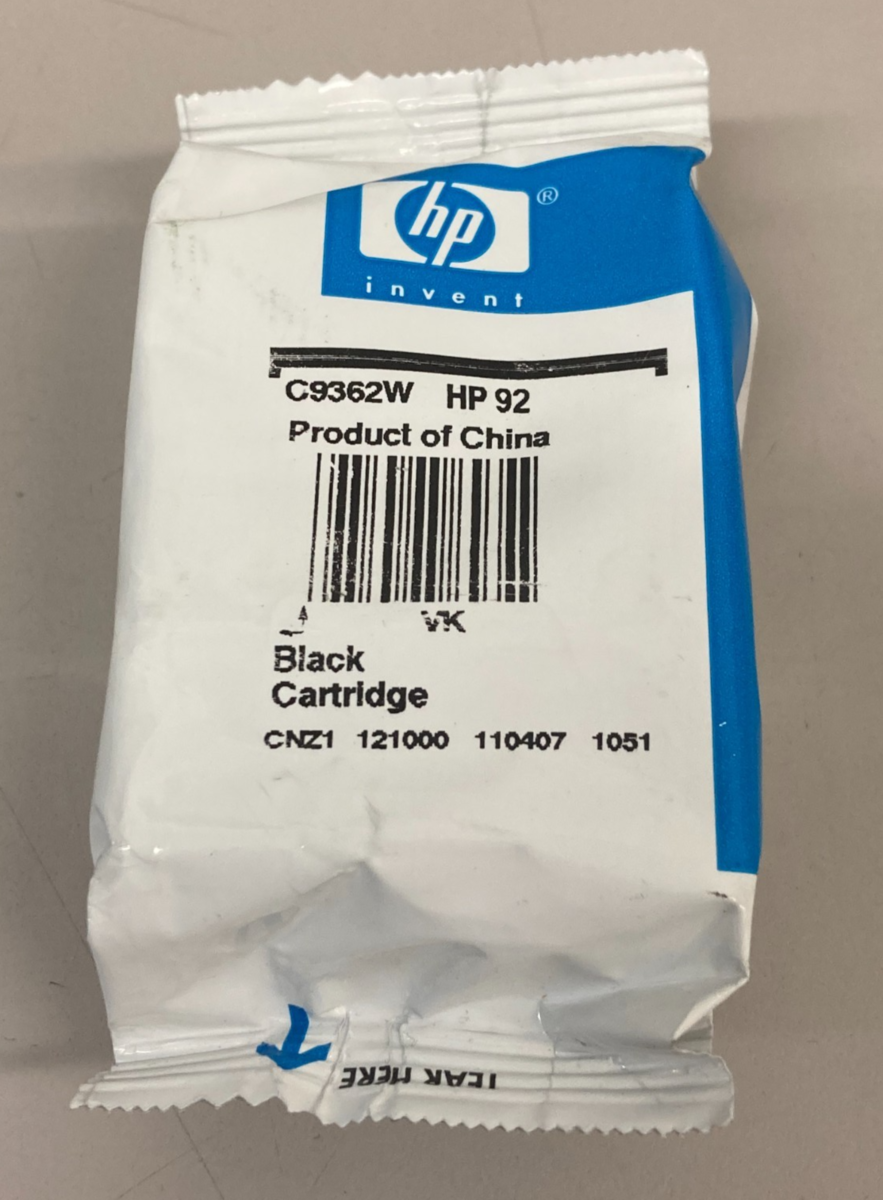 hp ®
invent
C9362W HP 92
Product of China
VK
Black
Cartridge
CNZ1 121000 110407 1051
TEAR HERE